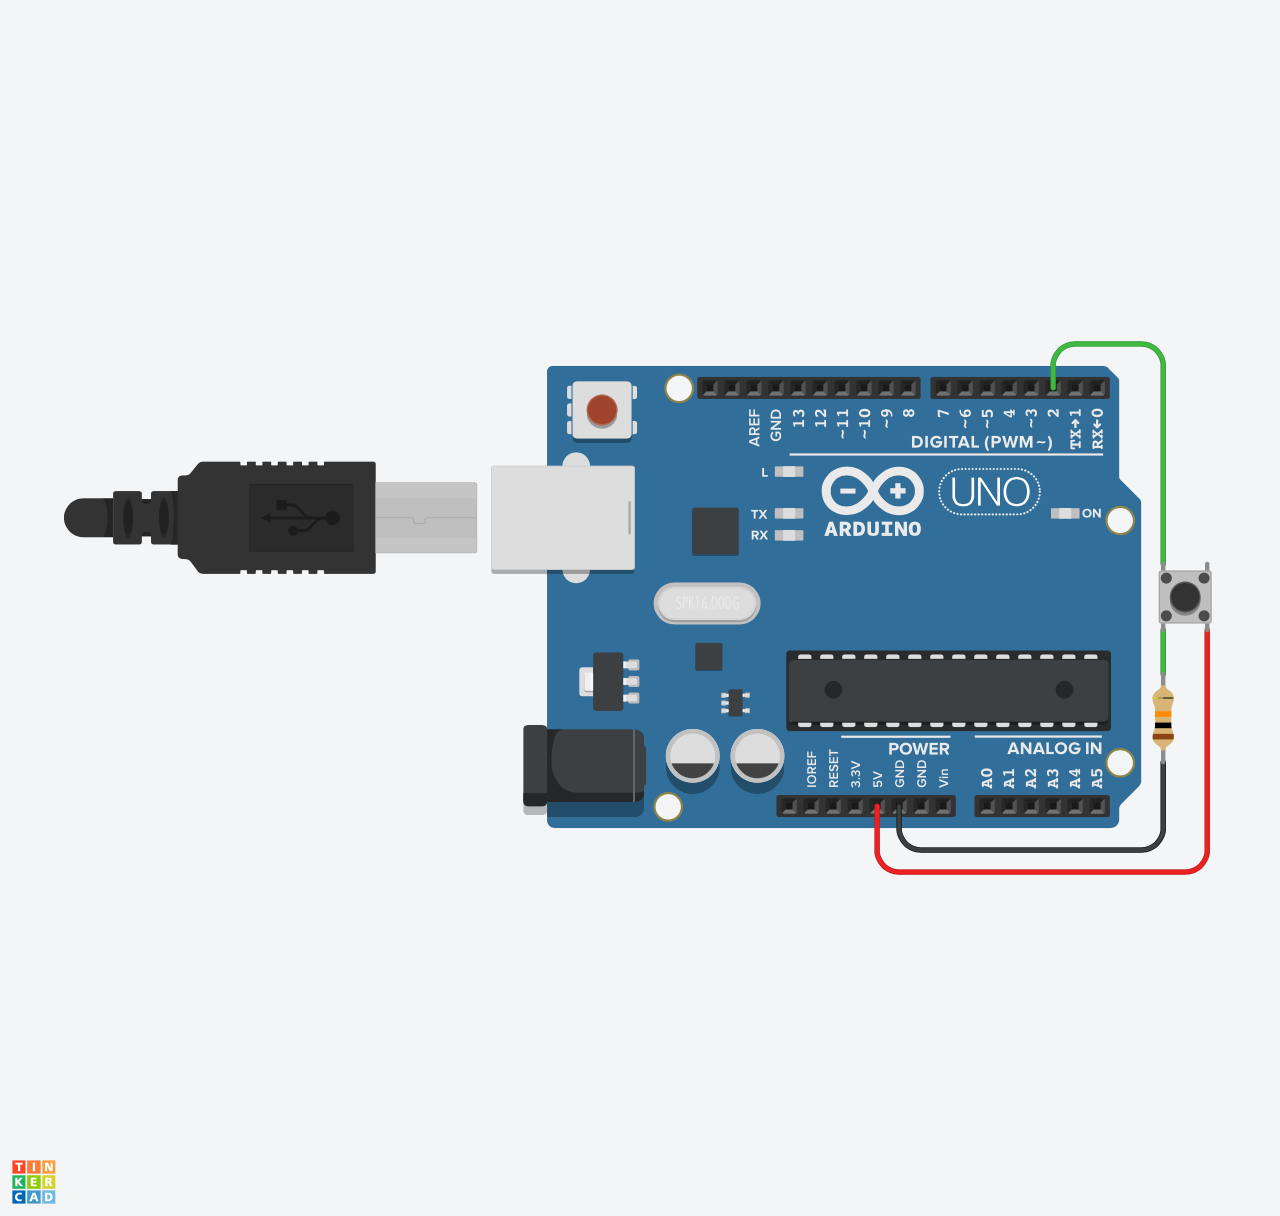 AREF
GND
13
12
~11
~10
~9
8
7
~6
~5
4
~3
2
TX→1
RX←0
DIGITAL (PWM~)
L
TX
RX
ARDUINO
UNO
ON
SPK16.000G
POWER
ANALOG IN
IOREF
RESET
3.3V
5V
GND
GND
Vin
A0
A1
A2
A3
A4
A5
TIN
KER
CAD